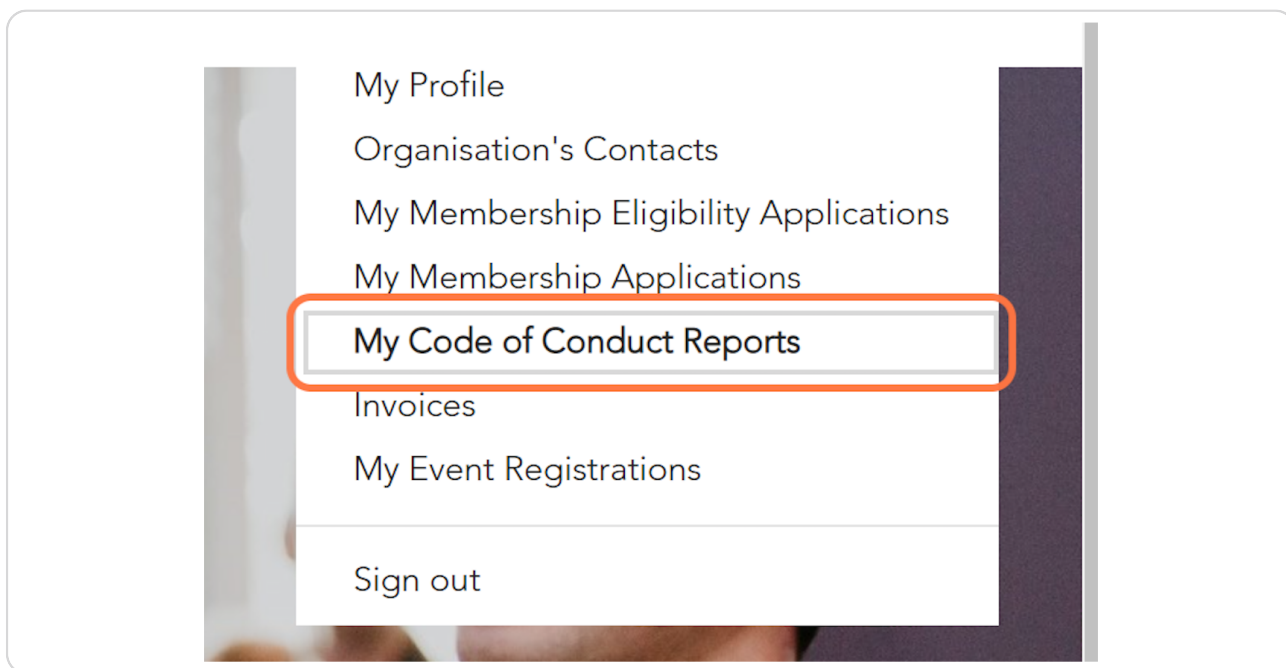 My Profile
Organisation's Contacts
My Membership Eligibility Applications
My Membership Applications
My Code of Conduct Reports
Invoices
My Event Registrations
Sign out